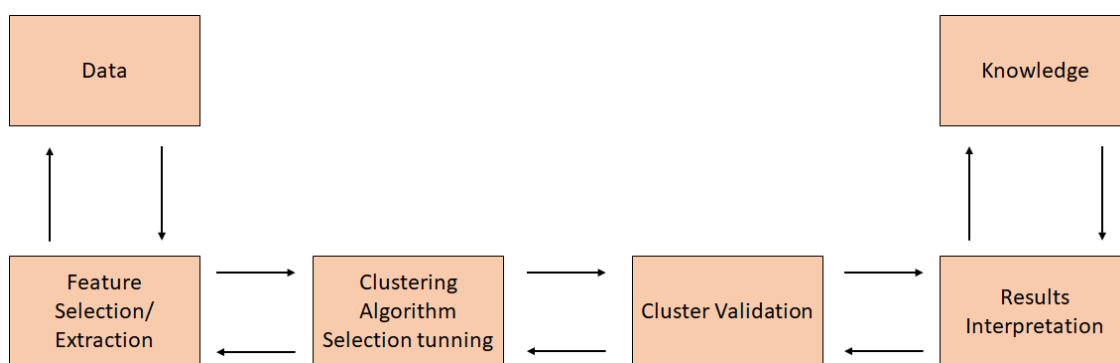 Data
Knowledge
Feature
Selection/
Extraction
Clustering
Algorithm
Selection tunning
Cluster Validation
Results
Interpretation